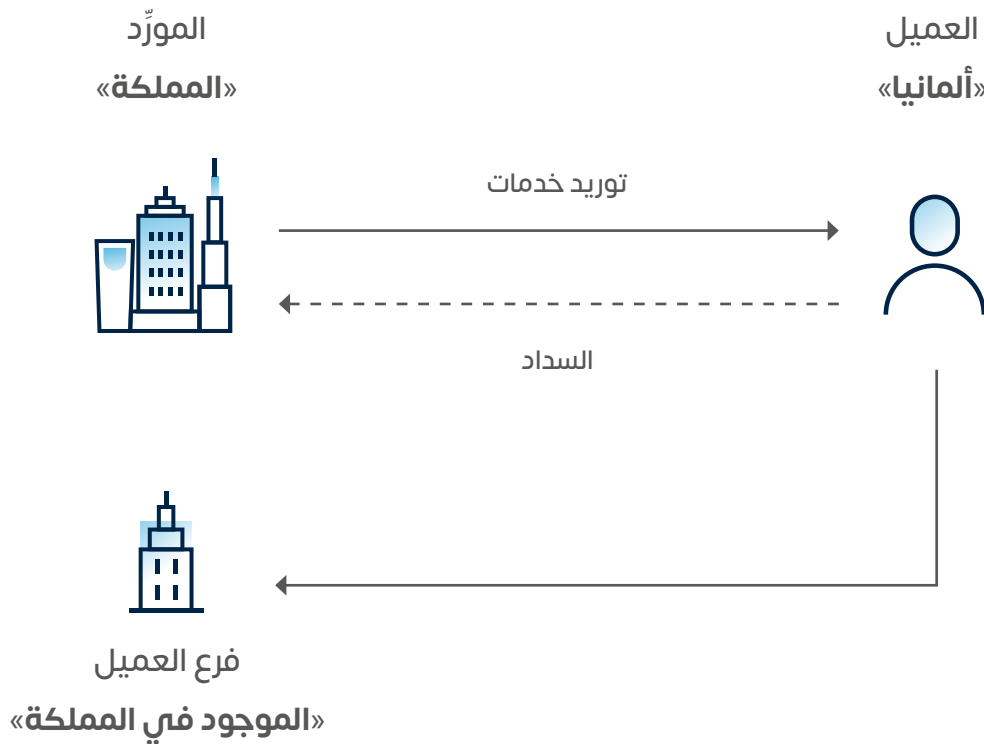 العميل
«ألمانيا»
المورِّد
«المملكة»
توريد خدمات
السداد
فرع العميل
«الموجود في المملكة»